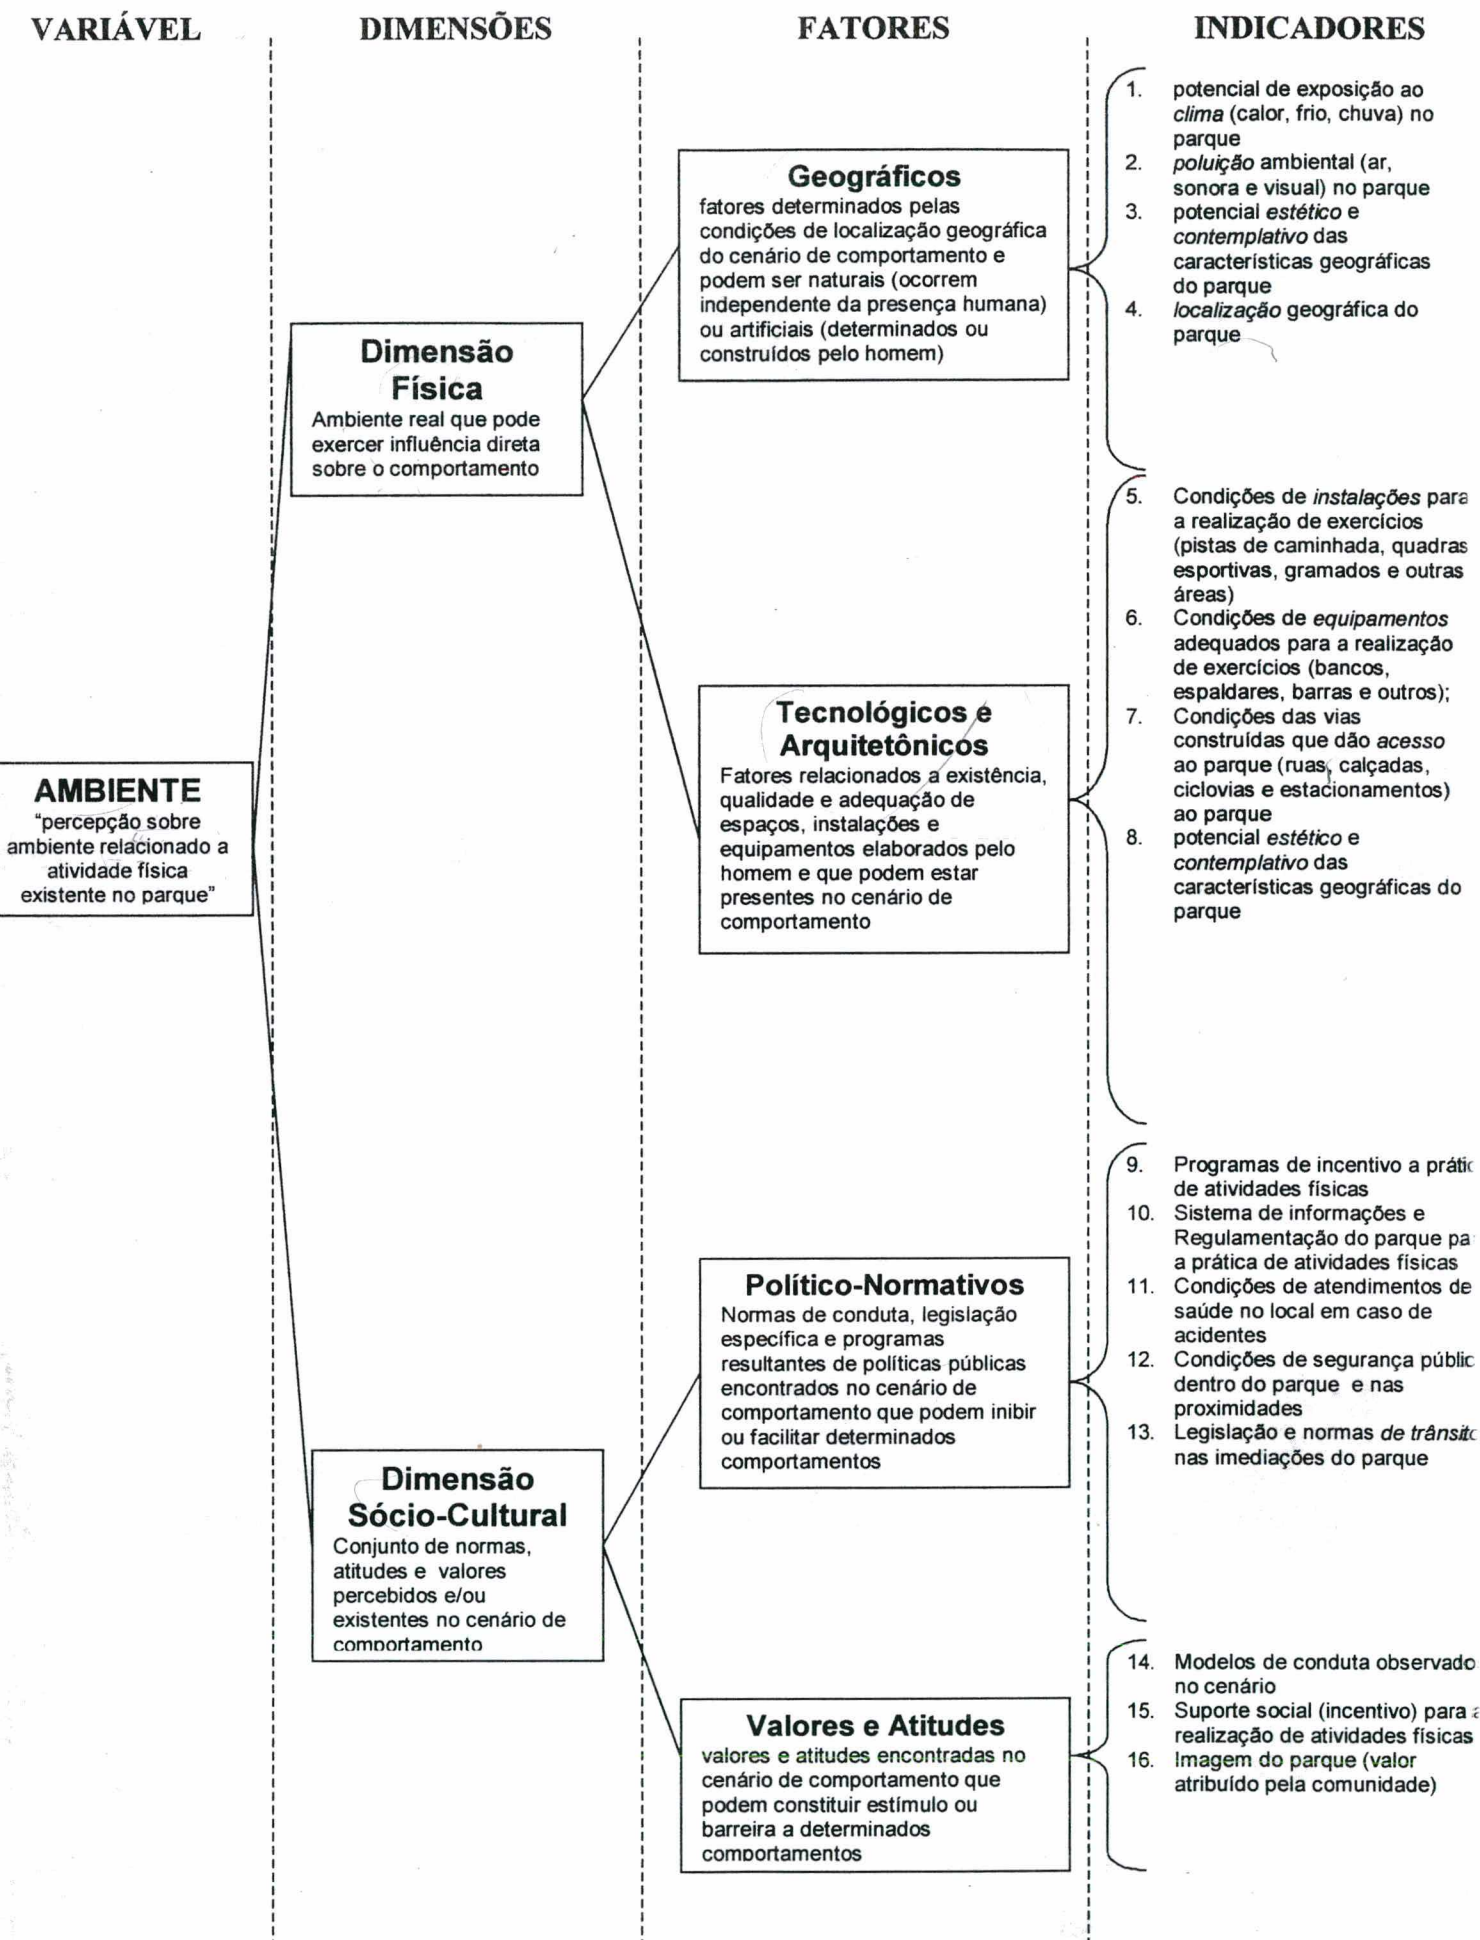 VARIÁVEL
DIMENSÕES
FATORES
INDICADORES
AMBIENTE
“percepção sobre
ambiente relacionado a
atividade física
existente no parque”
Dimensão
Física
Ambiente real que pode
exercer influência direta
sobre o comportamento
Dimensão
Sócio-Cultural
Conjunto de normas,
atitudes e valores
percebidos e/ou
existentes no cenário de
comportamento
Geográficos
fatores determinados pelas
condições de localização geográfica
do cenário de comportamento e
podem ser naturais (ocorrem
independente da presença humana)
ou artificiais (determinados ou
construídos pelo homem)
Tecnológicos e
Arquitetônicos
Fatores relacionados a existência,
qualidade e adequação de
espaços, instalações e
equipamentos elaborados pelo
homem e que podem estar
presentes no cenário de
comportamento
Político-Normativos
Normas de conduta, legislação
específica e programas
resultantes de políticas públicas
encontrados no cenário de
comportamento que podem inibir
ou facilitar determinados
comportamentos
Valores e Atitudes
valores e atitudes encontradas no
cenário de comportamento que
podem constituir estímulo ou
barreira a determinados
comportamentos
1. potencial de exposição ao
clima (calor, frio, chuva) no
parque
2. poluição ambiental (ar,
sonora e visual) no parque
3. potencial estético e
contemplativo das
características geográficas
do parque
4. localização geográfica do
parque
5. Condições de instalações para
a realização de exercícios
(pistas de caminhada, quadras
esportivas, gramados e outras
áreas)
6. Condições de equipamentos
adequados para a realização
de exercícios (bancos,
espaldares, barras e outros);
7. Condições das vias
construídas que dão acesso
ao parque (ruas, calçadas,
ciclovias e estacionamentos)
ao parque
8. potencial estético e
contemplativo das
características geográficas do
parque
9. Programas de incentivo a prátic
de atividades físicas
10. Sistema de informações e
Regulamentação do parque pa
a prática de atividades físicas
11. Condições de atendimentos de
saúde no local em caso de
acidentes
12. Condições de segurança públic
dentro do parque e nas
proximidades
13. Legislação e normas de trânsito
nas imediações do parque
14. Modelos de conduta observado
no cenário
15. Suporte social (incentivo) para a
realização de atividades físicas
16. Imagem do parque (valor
atribuído pela comunidade)